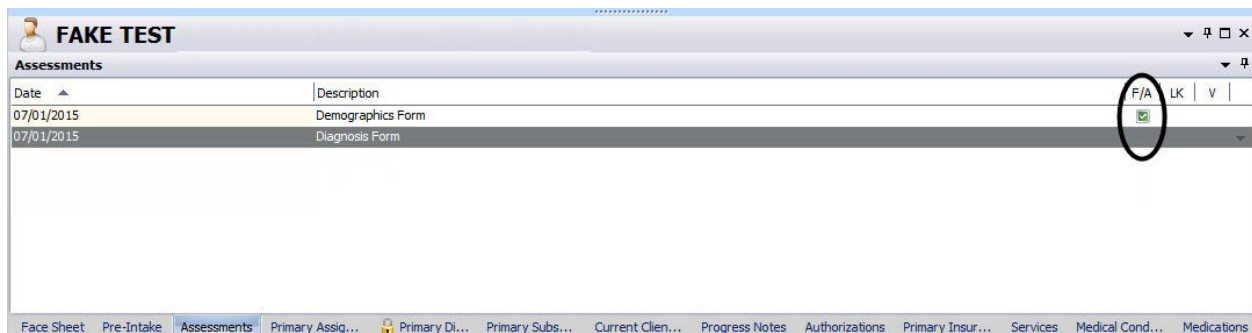 FAKE TEST
Assessments
Date Description F/A LK V
07/01/2015 Demographics Form
07/01/2015 Diagnosis Form
Face Sheet Pre-Intake Assessments Primary Assig... Primary Di... Primary Subs... Current Clien... Progress Notes Authorizations Primary Insur... Services Medical Cond... Medications